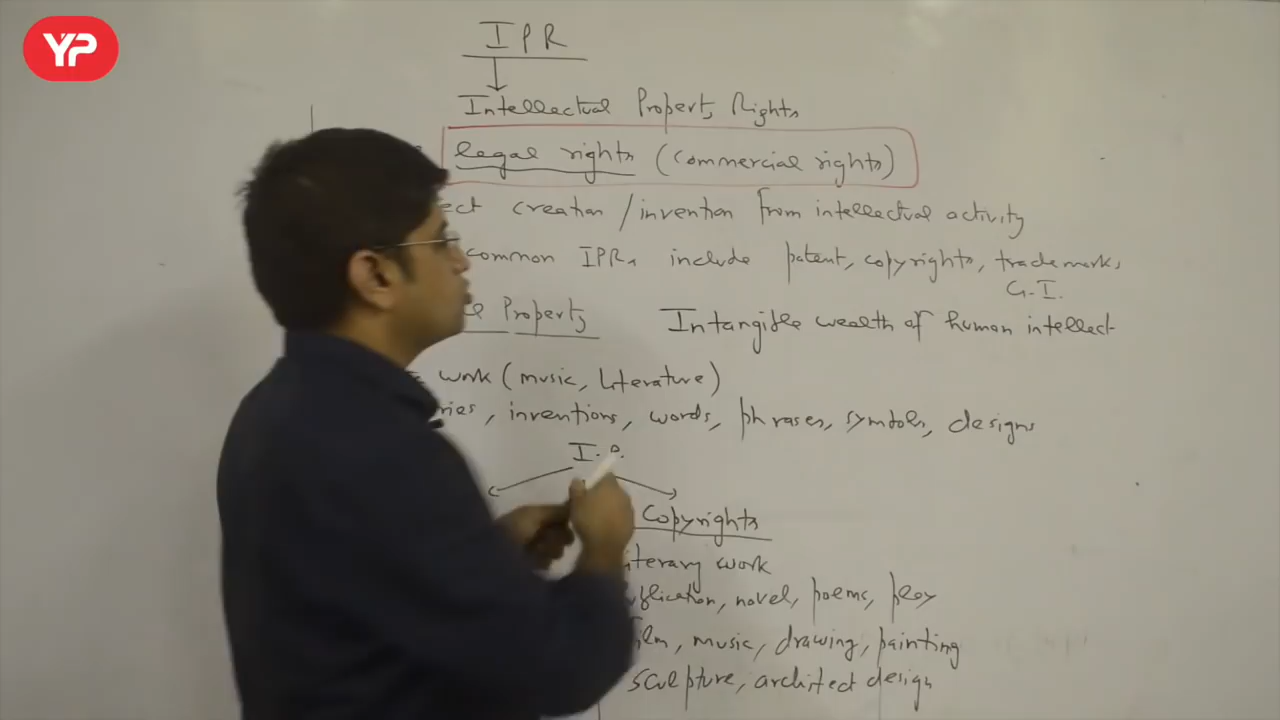 YP
IPR
Intellectual Property Rights
legal rights (commercial rights)
creation / invention from intellectual activity
common IPRs include patent, copyrights, trademarks,
G.I.
Property Intangible wealth of human intellect
work (music, literature)
inventions, words, phrases, symbols, designs
I.P.
Copyrights
work
novel, poems, play
music, drawing, painting
sculpture, architect design